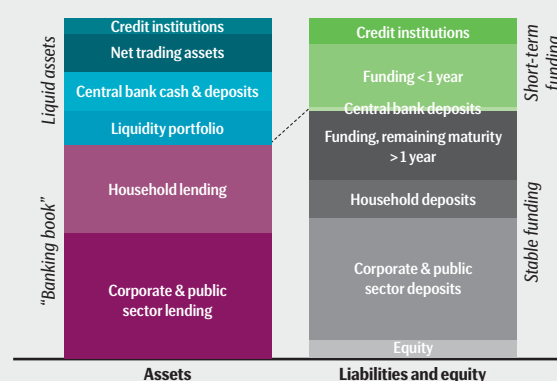 Liquid assets
"Banking book"
Credit institutions
Net trading assets
Central bank cash & deposits
Liquidity portfolio
Household lending
Corporate & public
sector lending
Assets
Credit institutions
Funding <1 year
Central bank deposits
Funding, remaining maturity
>1 year
Household deposits
Corporate & public
sector deposits
Equity
Liabilities and equity
Short-term
funding
Stable funding